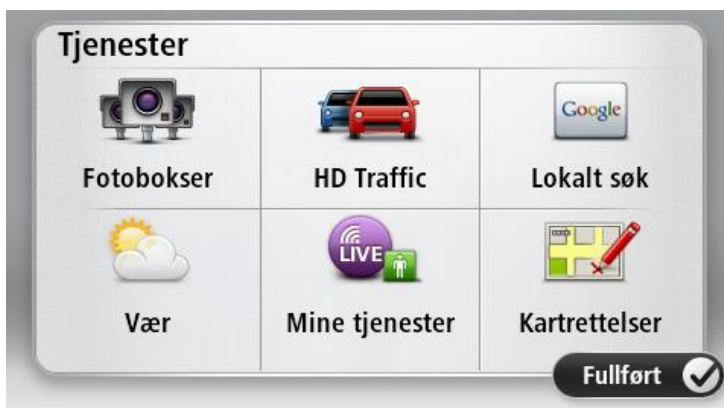 Tjenester
Fotobokser
HD Traffic
Google
Lokalt søk
LIVE
Vær
Mine tjenester
Kartrettelser
Fullført